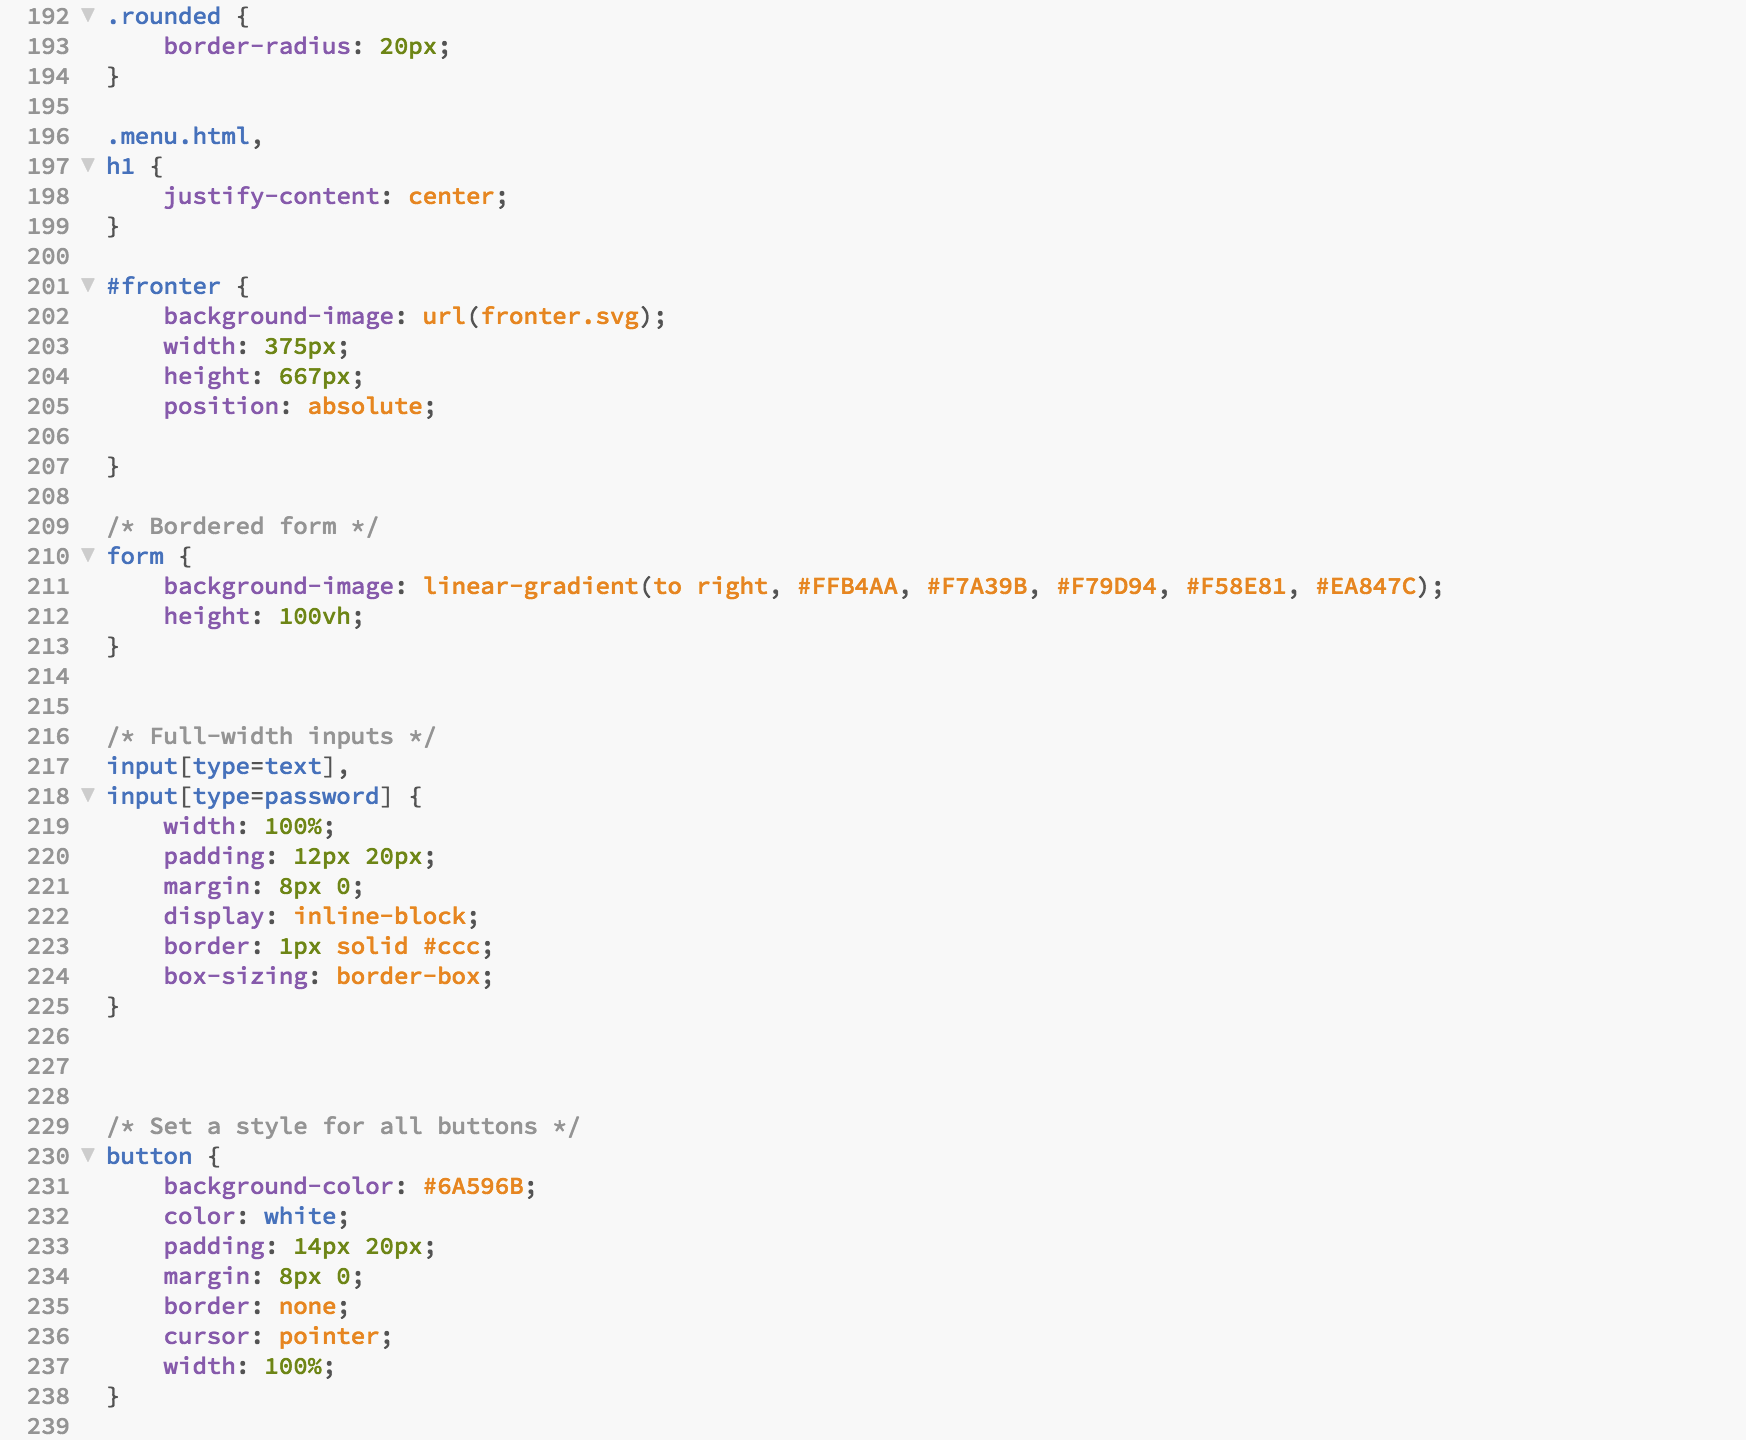 192 ▼ .rounded {
193 border-radius: 20px;
194 }
195
196 .menu.html,
197 ▼ h1 {
198 justify-content: center;
199 }
200
201 ▼ #fronter {
202 background-image: url(fronter.svg);
203 width: 375px;
204 height: 667px;
205 position: absolute;
206
207 }
208
209 /* Bordered form */
210 ▼ form {
211 background-image: linear-gradient(to right, #FFB4AA, #F7A39B, #F79D94, #F58E81, #EA847C);
212 height: 100vh;
213 }
214
215
216 /* Full-width inputs */
217 input[type=text],
218 ▼ input[type=password] {
219 width: 100%;
220 padding: 12px 20px;
221 margin: 8px 0;
222 display: inline-block;
223 border: 1px solid #ccc;
224 box-sizing: border-box;
225 }
226
227
228
229 /* Set a style for all buttons */
230 ▼ button {
231 background-color: #6A596B;
232 color: white;
233 padding: 14px 20px;
234 margin: 8px 0;
235 border: none;
236 cursor: pointer;
237 width: 100%;
238 }
239